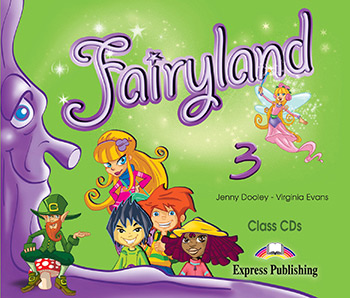 Fairyland
3
Jenny Dooley - Virginia Evans
Class CDs
Express Publishing